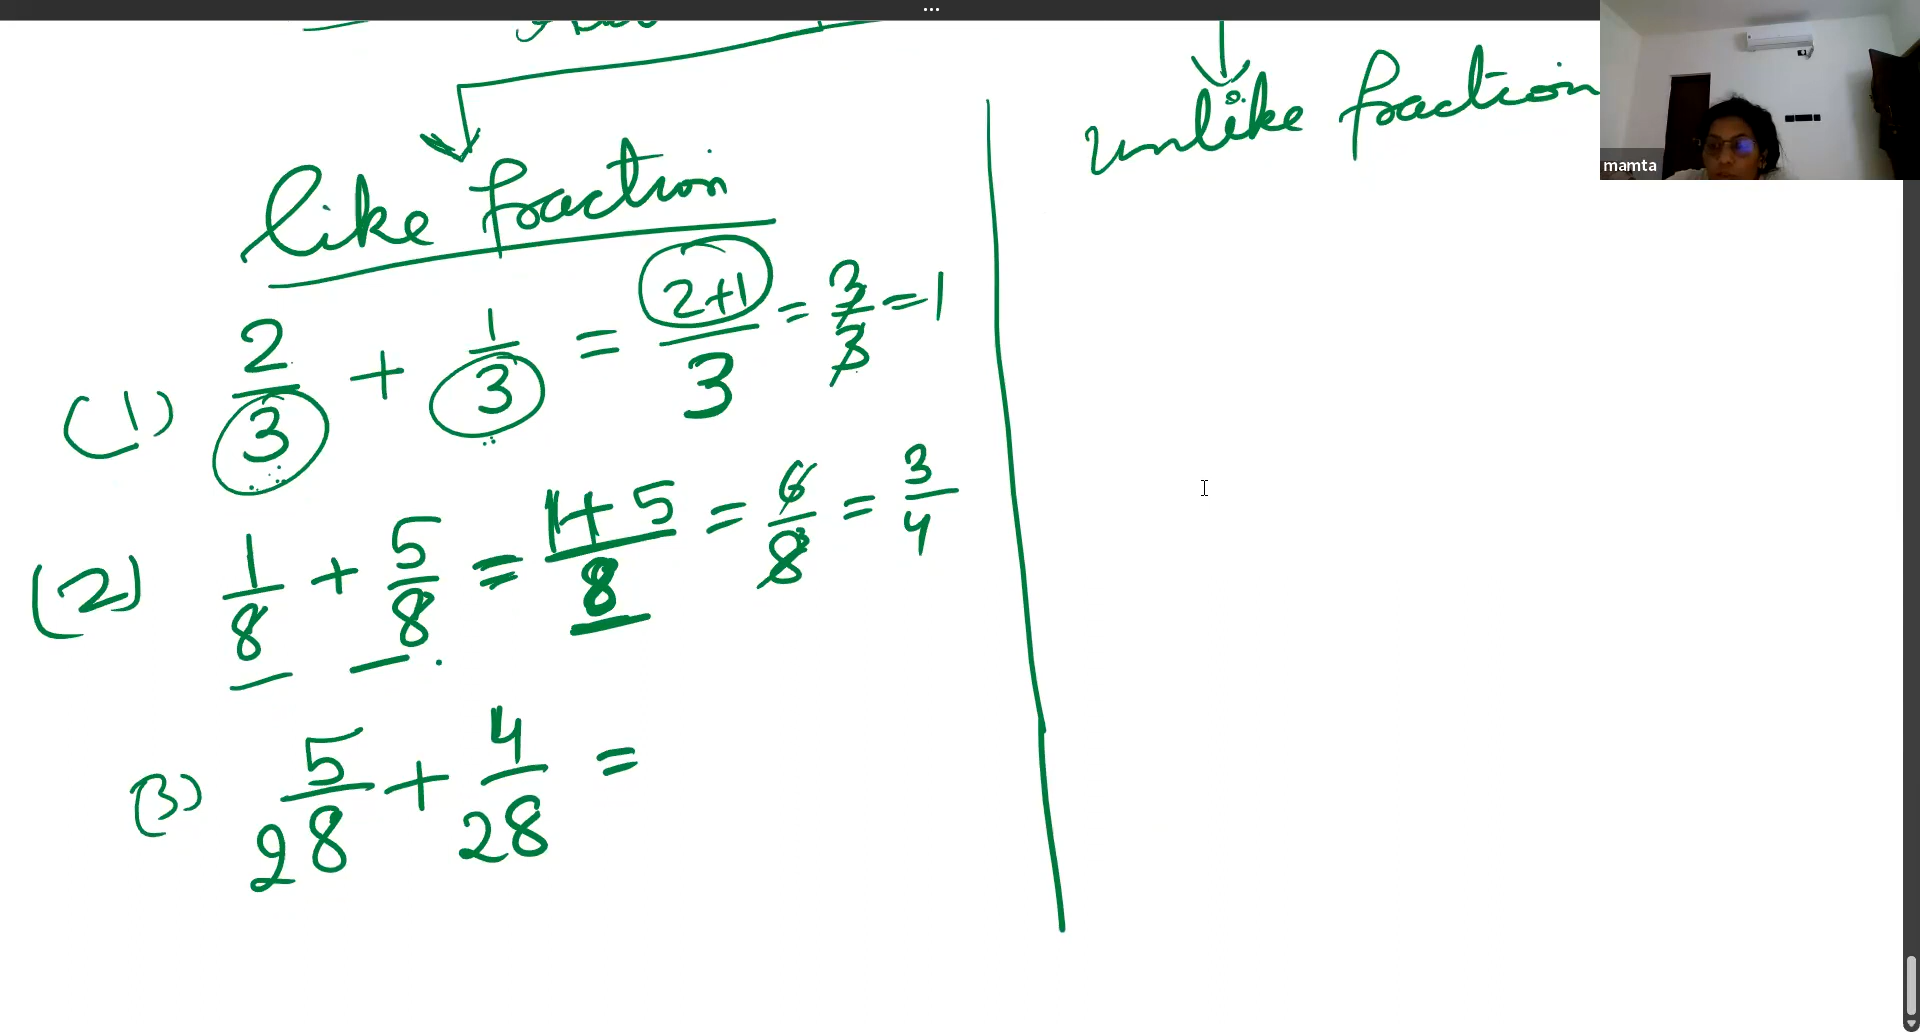 ...
unlike fraction
mamta
like fraction
(1) 2/3 + 1/3 = 2+1/3 = 3/3 = 1
(2) 1/8 + 5/8 = 1+5/8 = 6/8 = 3/4
(3) 5/28 + 4/28 =